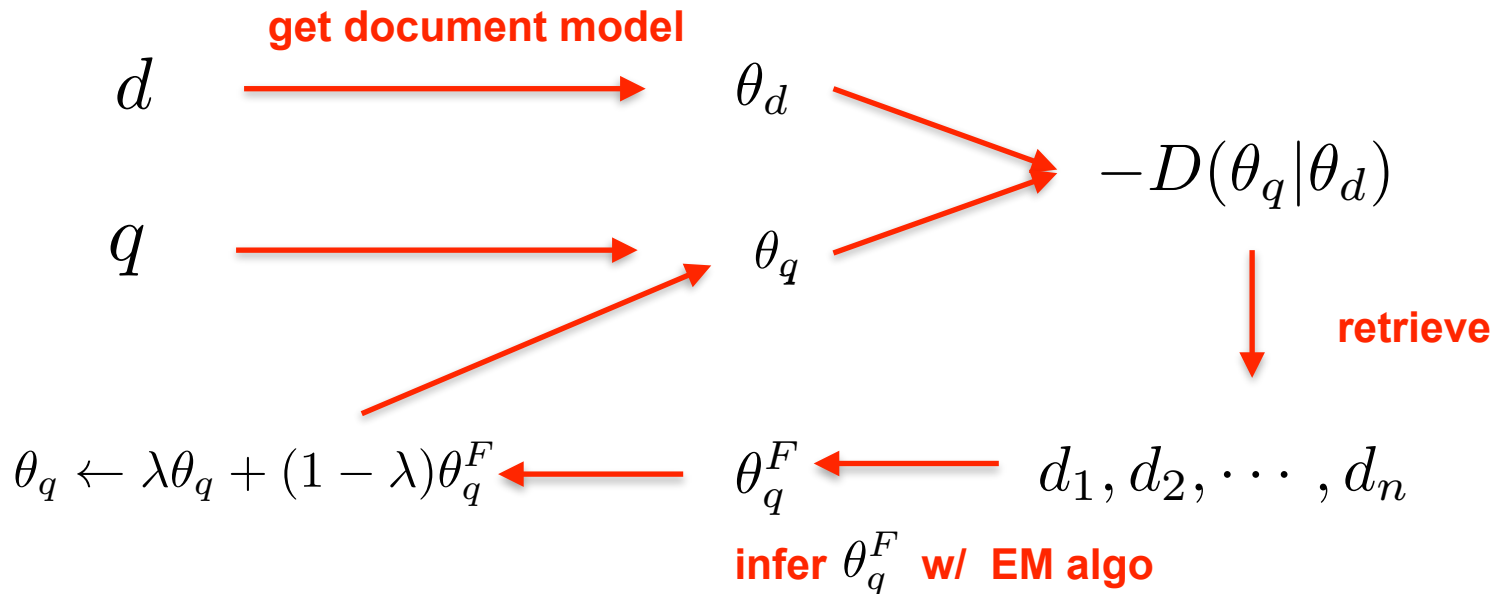 get document model
d θ_d
−D(θ_q|θ_d)
q θ_q
retrieve
θ_q ← λθ_q + (1 − λ)θ_q^F θ_q^F d_1, d_2, ⋯ , d_n
infer θ_q^F w/ EM algo